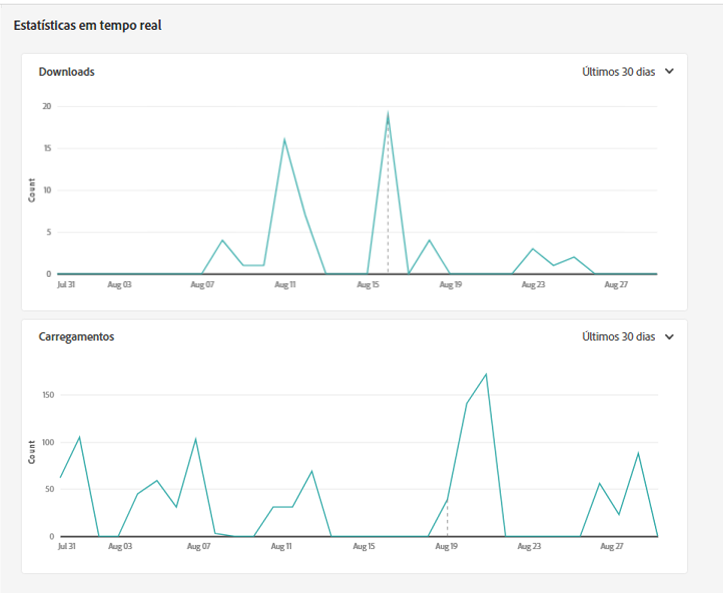 Estatísticas em tempo real
Downloads
Últimos 30 dias
20
15
10
5
0
Count
Jul 31 Aug 03 Aug 07 Aug 11 Aug 15 Aug 19 Aug 23 Aug 27
Carregamentos
Últimos 30 dias
150
100
50
0
Count
Jul 31 Aug 03 Aug 07 Aug 11 Aug 15 Aug 19 Aug 23 Aug 27